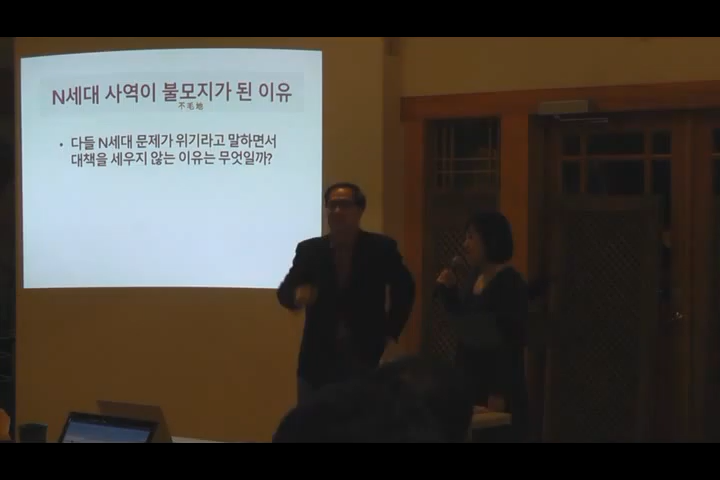 N세대 사역이 불모지가 된 이유
不毛地
• 다들 N세대 문제가 위기라고 말하면서
대책을 세우지 않는 이유는 무엇일까?